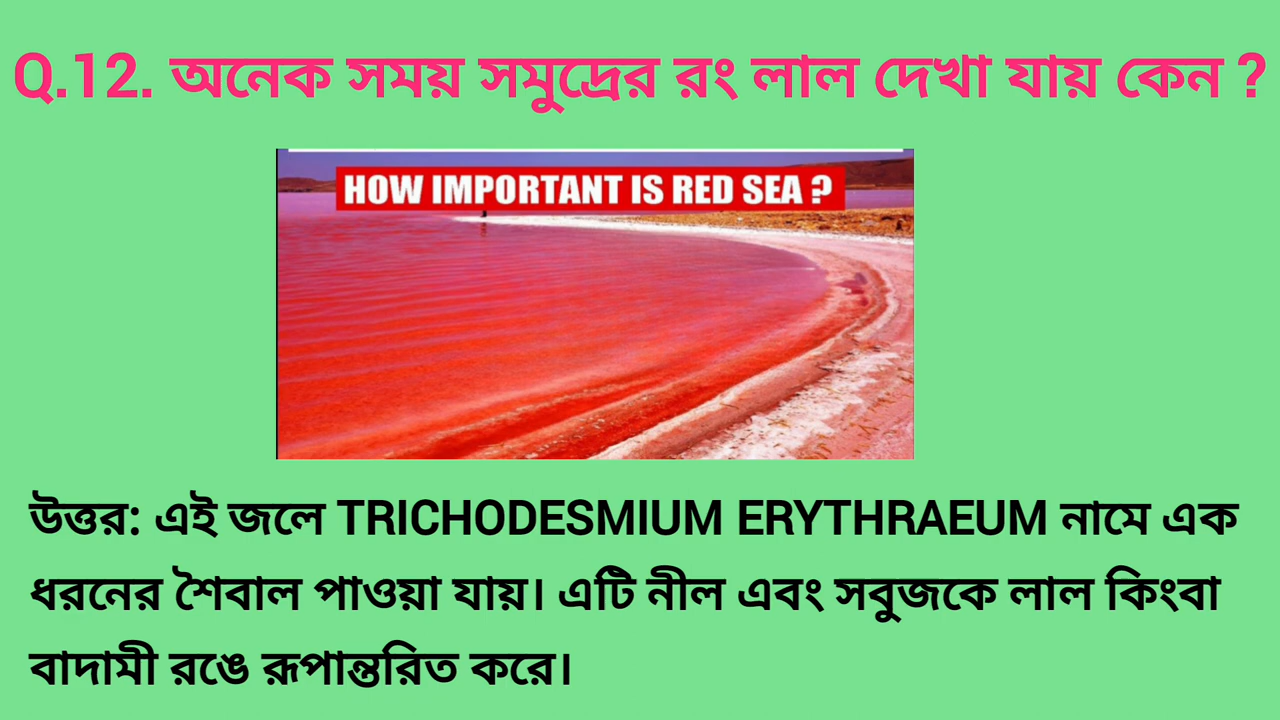 Q.12. অনেক সময় সমুদ্রের রং লাল দেখা যায় কেন ?
HOW IMPORTANT IS RED SEA ?
উত্তর: এই জলে TRICHODESMIUM ERYTHRAEUM নামে এক
ধরনের শৈবাল পাওয়া যায়। এটি নীল এবং সবুজকে লাল কিংবা
বাদামী রঙে রূপান্তরিত করে।